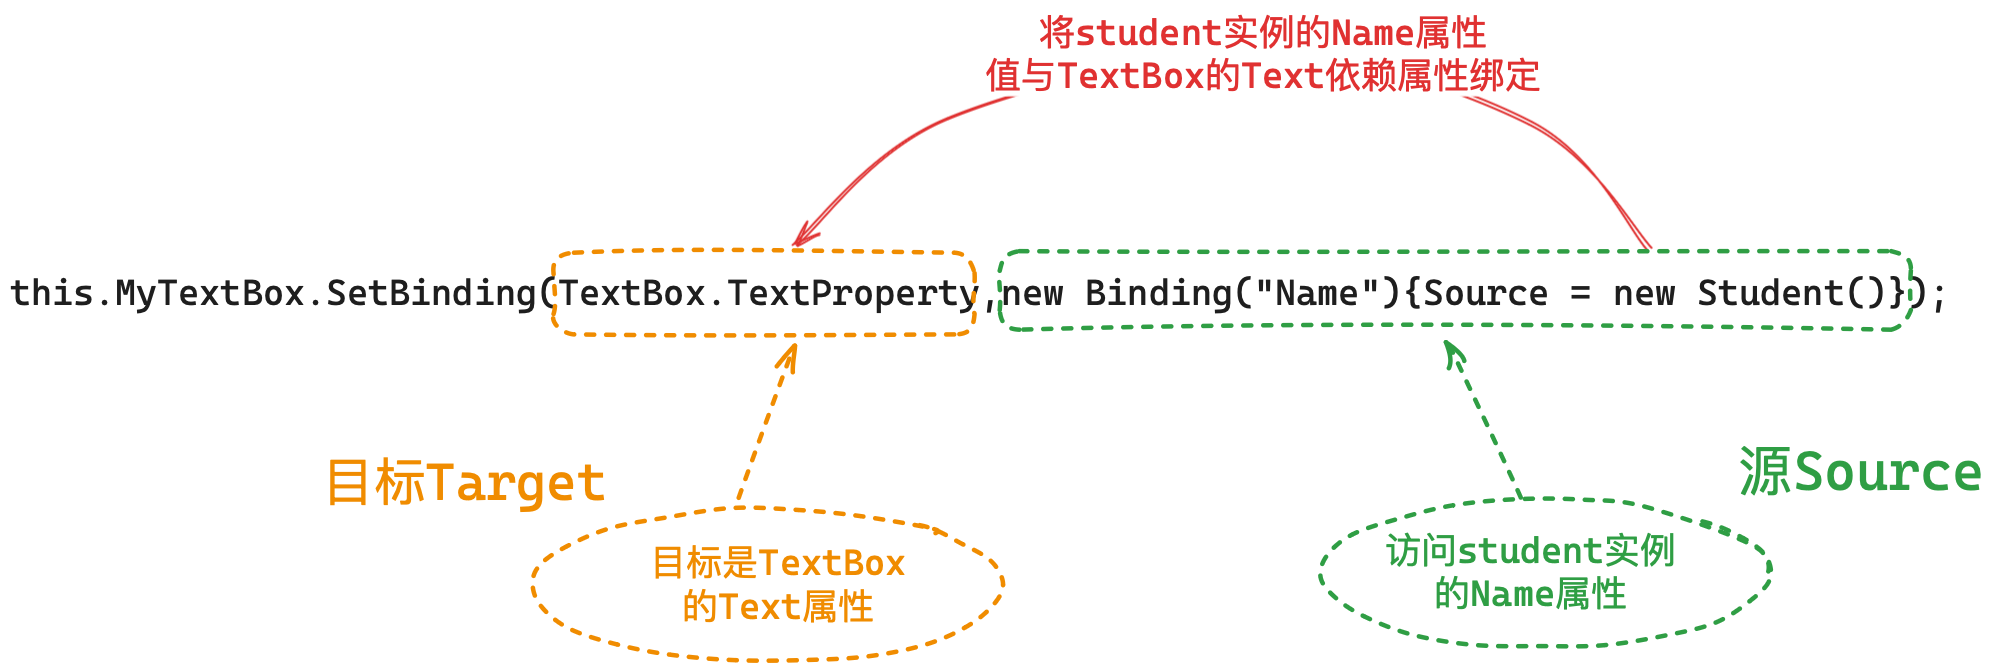 将student实例的Name属性
值与TextBox的Text依赖属性绑定
this.MyTextBox.SetBinding(TextBox.TextProperty,new Binding("Name"){Source = new Student()});
目标Target
源Source
目标是TextBox
的Text属性
访问student实例
的Name属性